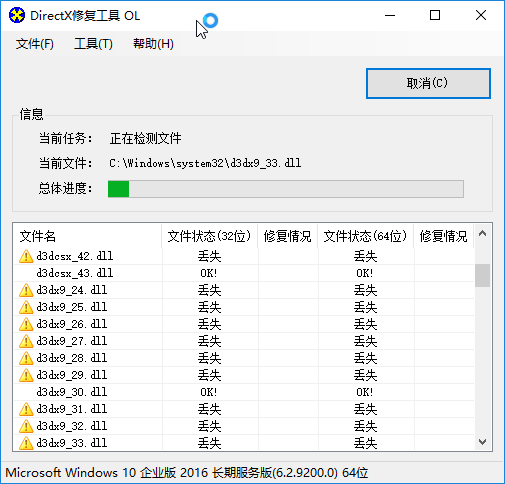 DirectX修复工具 OL
文件(F) 工具(T) 帮助(H)
取消(C)
信息
当前任务： 正在检测文件
当前文件： C:\Windows\system32\d3dx9_33.dll
总体进度：
文件名 文件状态(32位) 修复情况 文件状态(64位) 修复情况
d3dcsx_42.dll 丢失 丢失
d3dcsx_43.dll OK! OK!
d3dx9_24.dll 丢失 丢失
d3dx9_25.dll 丢失 丢失
d3dx9_26.dll 丢失 丢失
d3dx9_27.dll 丢失 丢失
d3dx9_28.dll 丢失 丢失
d3dx9_29.dll 丢失 丢失
d3dx9_30.dll OK! OK!
d3dx9_31.dll 丢失 丢失
d3dx9_32.dll 丢失 丢失
d3dx9_33.dll 丢失 丢失
Microsoft Windows 10 企业版 2016 长期服务版(6.2.9200.0) 64位